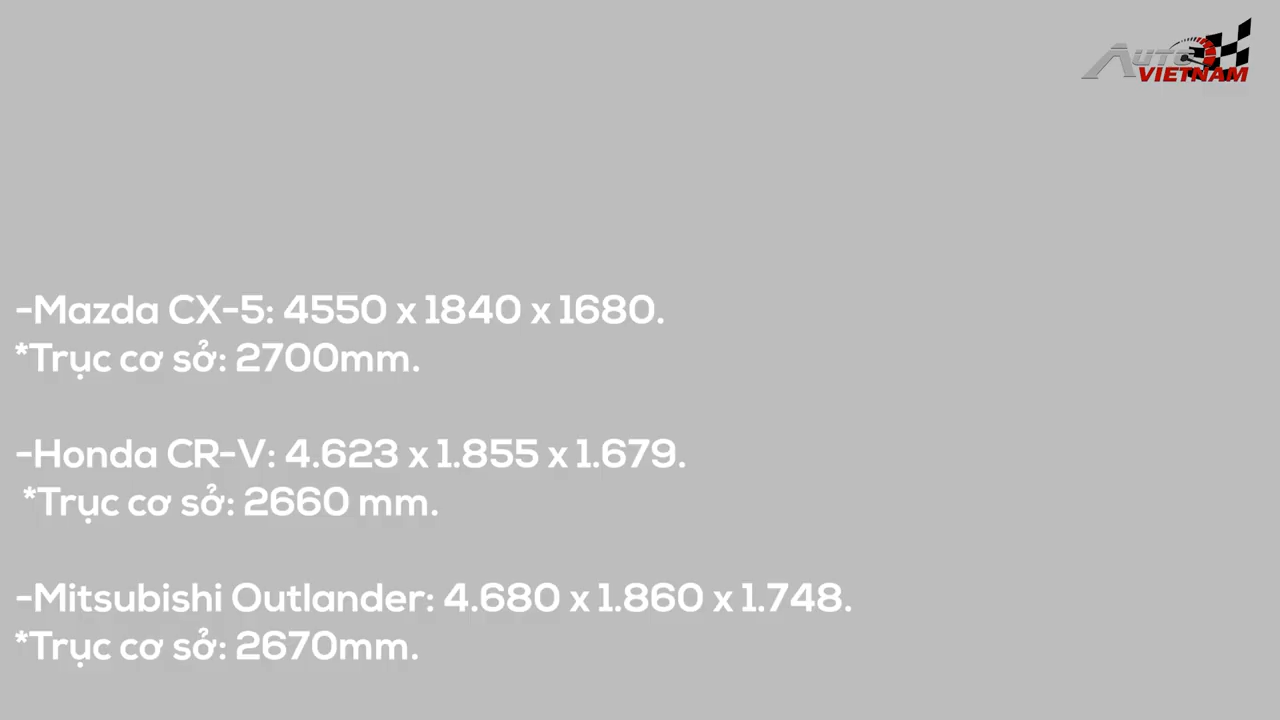 AUTO
VIETNAM
-Mazda CX-5: 4550 x 1840 x 1680.
*Trục cơ sở: 2700mm.
-Honda CR-V: 4.623 x 1.855 x 1.679.
*Trục cơ sở: 2660 mm.
-Mitsubishi Outlander: 4.680 x 1.860 x 1.748.
*Trục cơ sở: 2670mm.